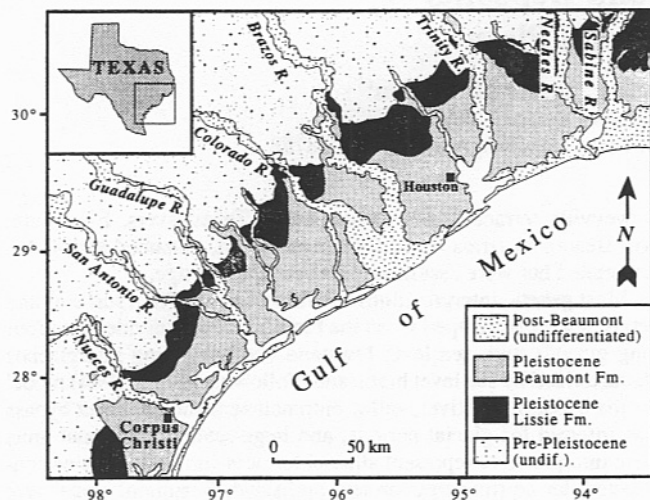 TEXAS
Brazos R.
Trinity R.
Neches R.
Sabine R.
30°
Colorado R.
Houston
Guadalupe R.
29°
N
San Antonio R.
Gulf of Mexico
Post-Beaumont
(undifferentiated)
Pleistocene
Beaumont Fm.
Pleistocene
Lissie Fm.
Pre-Pleistocene
(undif.).
28°
Nueces R.
Corpus
Christi
0 50 km
98° 97° 96° 95° 94°